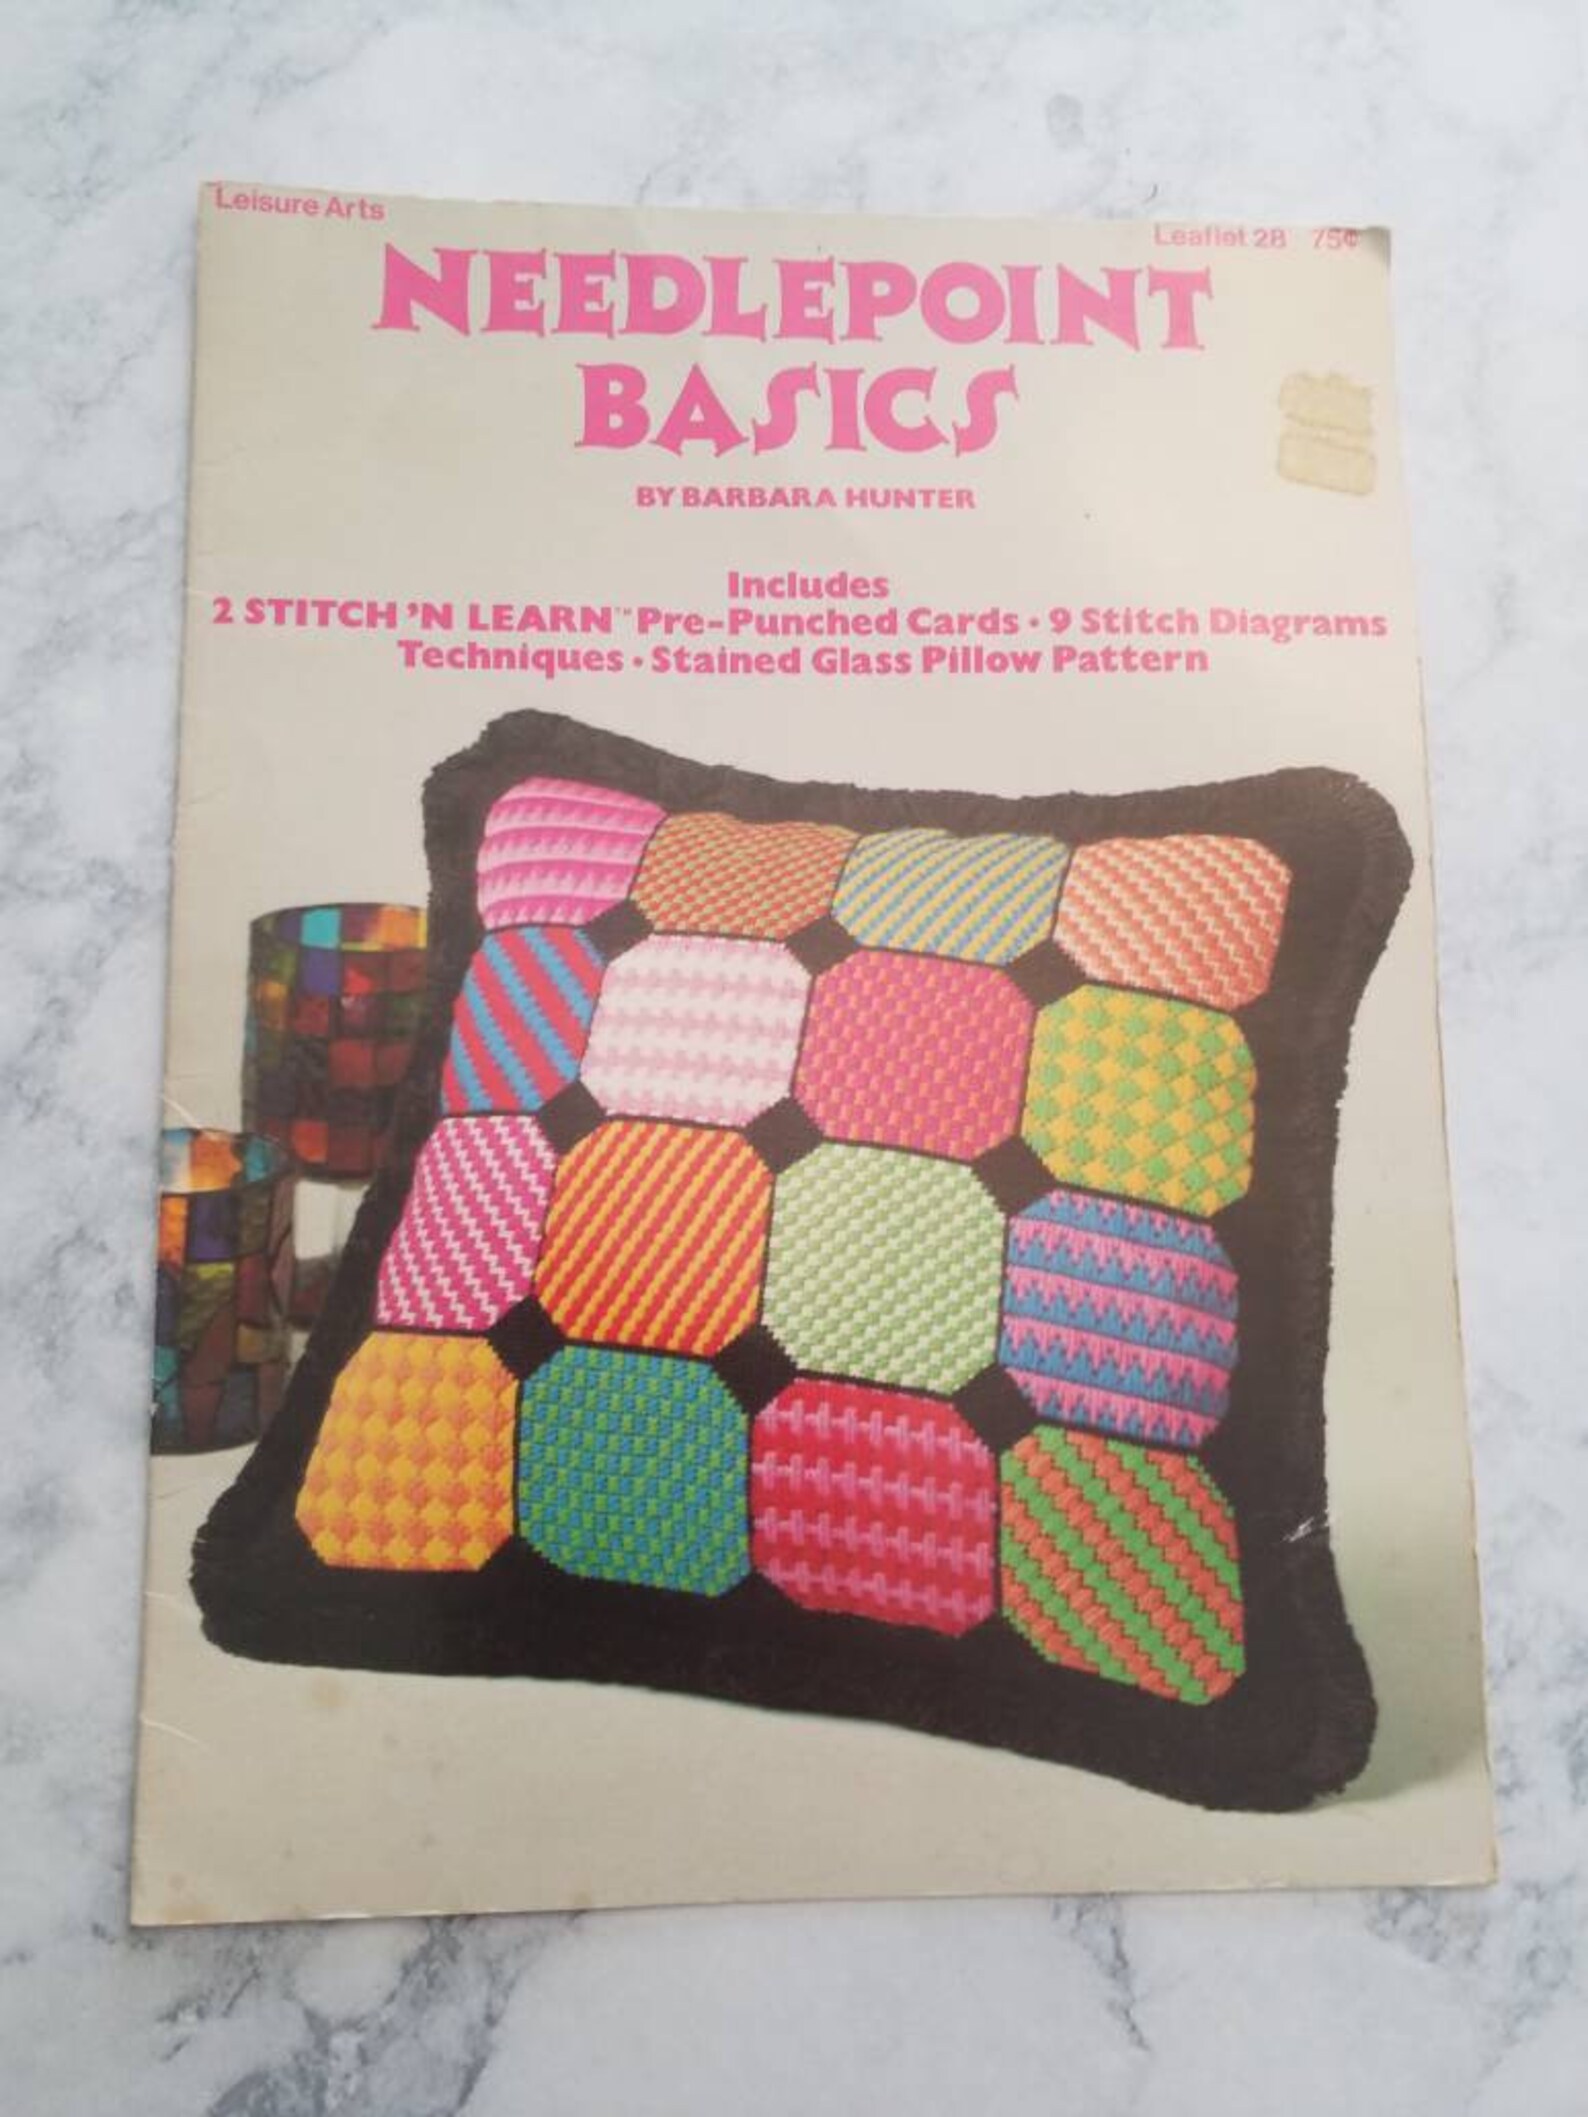 Leisure Arts
Leaflet 28 75¢
NEEDLEPOINT
BASICS
BY BARBARA HUNTER
Includes
2 STITCH 'N LEARN™ Pre-Punched Cards • 9 Stitch Diagrams
Techniques • Stained Glass Pillow Pattern